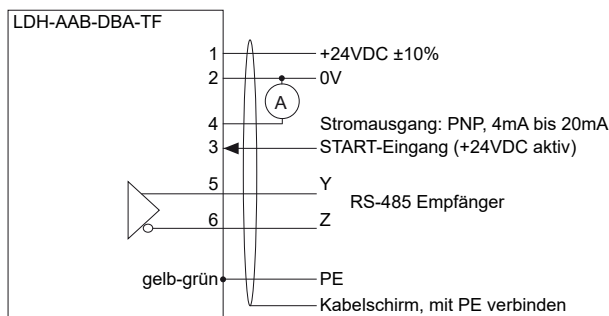 LDH-AAB-DBA-TF
1 +24VDC ±10%
2 0V
A
4 Stromausgang: PNP, 4mA bis 20mA
3 START-Eingang (+24VDC aktiv)
5 Y
RS-485 Empfänger
6 Z
gelb-grün PE
Kabelschirm, mit PE verbinden